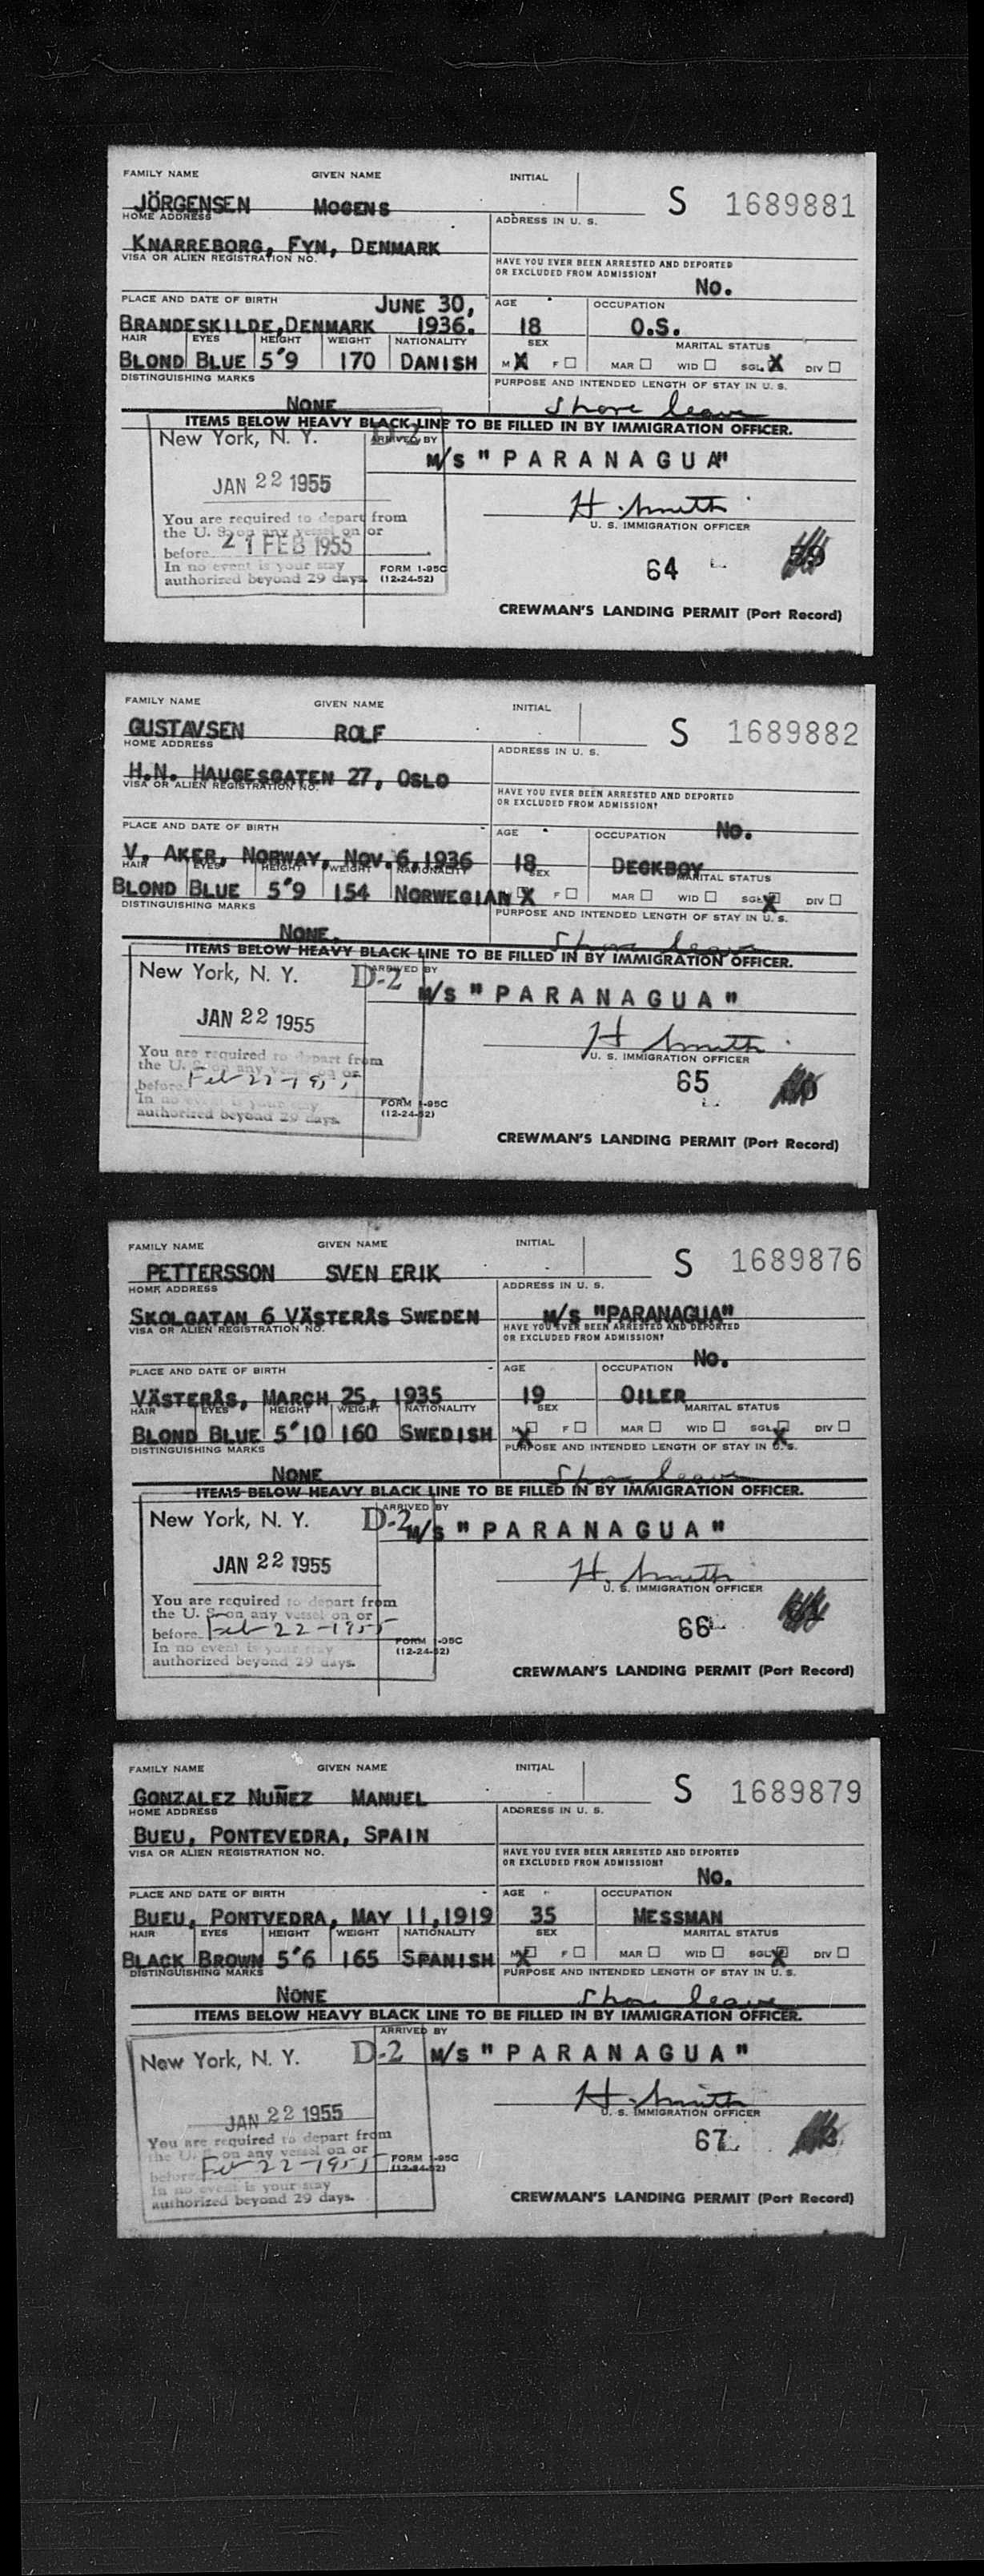 FAMILY NAME GIVEN NAME INITIAL
JÖRGENSEN MOGENS S 1689881
HOME ADDRESS ADDRESS IN U. S.
KNARREBORG, FYN, DENMARK
VISA OR ALIEN REGISTRATION NO. HAVE YOU EVER BEEN ARRESTED AND DEPORTED
OR EXCLUDED FROM ADMISSION?
No.
PLACE AND DATE OF BIRTH JUNE 30, AGE OCCUPATION
BRANDESKILDE, DENMARK 1936. 18 O.S.
HAIR EYES HEIGHT WEIGHT NATIONALITY SEX MARITAL STATUS
BLOND BLUE 5'9 170 DANISH M X F MAR WID SGL X DIV
DISTINGUISHING MARKS PURPOSE AND INTENDED LENGTH OF STAY IN U. S.
NONE Shore leave
ITEMS BELOW HEAVY BLACK LINE TO BE FILLED IN BY IMMIGRATION OFFICER.
New York, N. Y. D-2 ARRIVED BY
M/S "PARANAGUA"
JAN 22 1955
H. Smith
You are required to depart from U. S. IMMIGRATION OFFICER
the U. S. on any vessel on or
before 21 FEB 1955
In no event is your stay FORM I-95C 64
authorized beyond 29 days. (12-24-52)
CREWMAN'S LANDING PERMIT (Port Record)
FAMILY NAME GIVEN NAME INITIAL
GUSTAVSEN ROLF S 1689882
HOME ADDRESS ADDRESS IN U. S.
H.N. HAUGESGATEN 27, OSLO
VISA OR ALIEN REGISTRATION NO. HAVE YOU EVER BEEN ARRESTED AND DEPORTED
OR EXCLUDED FROM ADMISSION?
PLACE AND DATE OF BIRTH AGE OCCUPATION No.
V. AKER, NORWAY, NOV. 6, 1936 18 DECKBOY
HAIR EYES HEIGHT WEIGHT NATIONALITY SEX MARITAL STATUS
BLOND BLUE 5'9 154 NORWEGIAN X F MAR WID SGL X DIV
DISTINGUISHING MARKS PURPOSE AND INTENDED LENGTH OF STAY IN U. S.
NONE. Shore leave
ITEMS BELOW HEAVY BLACK LINE TO BE FILLED IN BY IMMIGRATION OFFICER.
New York, N. Y. D-2 ARRIVED BY
M/S "PARANAGUA"
JAN 22 1955
H Smith
You are required to depart from U. S. IMMIGRATION OFFICER
the U. S. on any vessel on or
before Feb 22-1955 65
In no event is your stay FORM I-95C
authorized beyond 29 days. (12-24-52)
CREWMAN'S LANDING PERMIT (Port Record)
FAMILY NAME GIVEN NAME INITIAL
PETTERSSON SVEN ERIK S 1689876
HOME ADDRESS ADDRESS IN U. S.
SKOLGATAN 6 VÄSTERÅS SWEDEN M/S "PARANAGUA"
VISA OR ALIEN REGISTRATION NO. HAVE YOU EVER BEEN ARRESTED AND DEPORTED
OR EXCLUDED FROM ADMISSION?
No.
PLACE AND DATE OF BIRTH AGE OCCUPATION
VÄSTERÅS, MARCH 25, 1935 19 OILER
HAIR EYES HEIGHT WEIGHT NATIONALITY SEX MARITAL STATUS
BLOND BLUE 5'10 160 SWEDISH M X F MAR WID SGL X DIV
DISTINGUISHING MARKS PURPOSE AND INTENDED LENGTH OF STAY IN U. S.
NONE Shore leave
ITEMS BELOW HEAVY BLACK LINE TO BE FILLED IN BY IMMIGRATION OFFICER.
New York, N. Y. D-2 ARRIVED BY
M/S "PARANAGUA"
JAN 22 1955
H. Smith
You are required to depart from U. S. IMMIGRATION OFFICER
the U. S. on any vessel on or
before Feb 22-1955 66
In no event is your stay FORM I-95C
authorized beyond 29 days. (12-24-52)
CREWMAN'S LANDING PERMIT (Port Record)
FAMILY NAME GIVEN NAME INITIAL
GONZALEZ NUÑEZ MANUEL S 1689879
HOME ADDRESS ADDRESS IN U. S.
BUEU, PONTEVEDRA, SPAIN
VISA OR ALIEN REGISTRATION NO. HAVE YOU EVER BEEN ARRESTED AND DEPORTED
OR EXCLUDED FROM ADMISSION?
No.
PLACE AND DATE OF BIRTH AGE OCCUPATION
BUEU, PONTVEDRA, MAY 11, 1919 35 MESSMAN
HAIR EYES HEIGHT WEIGHT NATIONALITY SEX MARITAL STATUS
BLACK BROWN 5'6 165 SPANISH M X F MAR WID SGL X DIV
DISTINGUISHING MARKS PURPOSE AND INTENDED LENGTH OF STAY IN U. S.
NONE Shore leave
ITEMS BELOW HEAVY BLACK LINE TO BE FILLED IN BY IMMIGRATION OFFICER.
New York, N. Y. D-2 ARRIVED BY
M/S "PARANAGUA"
JAN 22 1955
H. Smith
You are required to depart from U. S. IMMIGRATION OFFICER
the U. S. on any vessel on or
before Feb 22-1955 67
In no event is your stay FORM I-95C
authorized beyond 29 days. (12-24-52)
CREWMAN'S LANDING PERMIT (Port Record)